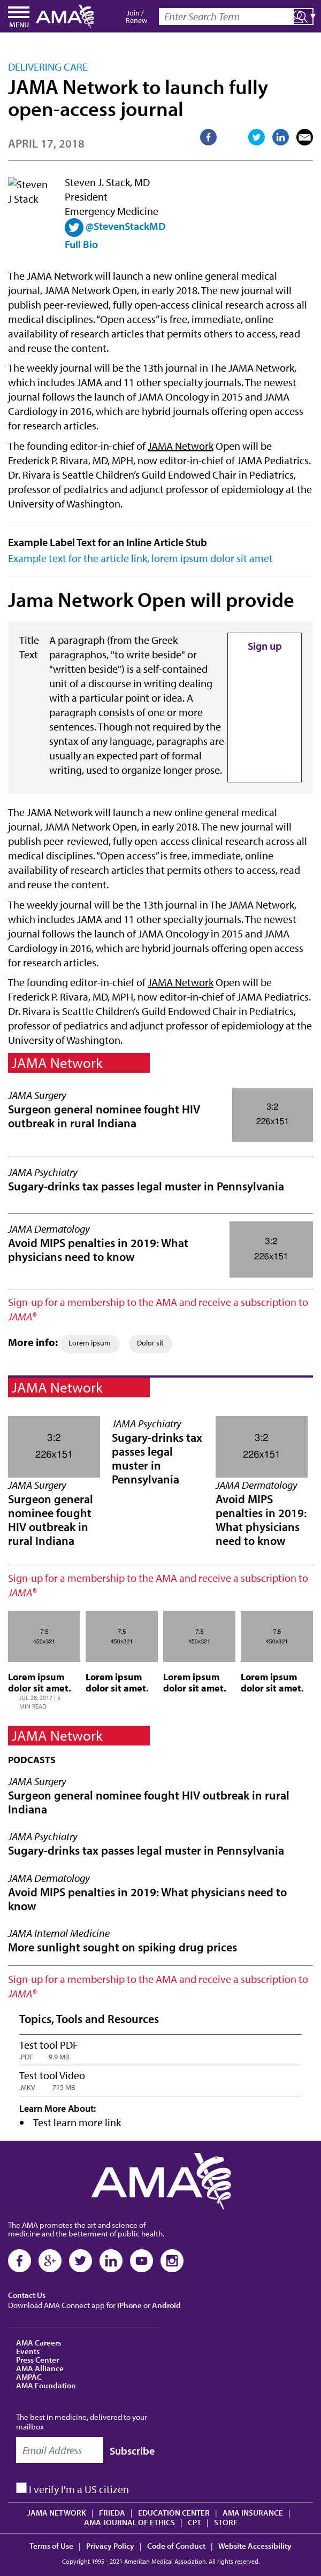 MENU
AMA
Join /
Renew
Enter Search Term
DELIVERING CARE
JAMA Network to launch fully
open-access journal
APRIL 17, 2018
Steven
J Stack
Steven J. Stack, MD
President
Emergency Medicine
@StevenStackMD
Full Bio
The JAMA Network will launch a new online general medical
journal, JAMA Network Open, in early 2018. The new journal will
publish peer-reviewed, fully open-access clinical research across all
medical disciplines. “Open access” is free, immediate, online
availability of research articles that permits others to access, read
and reuse the content.
The weekly journal will be the 13th journal in The JAMA Network,
which includes JAMA and 11 other specialty journals. The newest
journal follows the launch of JAMA Oncology in 2015 and JAMA
Cardiology in 2016, which are hybrid journals offering open access
for research articles.
The founding editor-in-chief of JAMA Network Open will be
Frederick P. Rivara, MD, MPH, now editor-in-chief of JAMA Pediatrics.
Dr. Rivara is Seattle Children’s Guild Endowed Chair in Pediatrics,
professor of pediatrics and adjunct professor of epidemiology at the
University of Washington.
Example Label Text for an Inline Article Stub
Example text for the article link, lorem ipsum dolor sit amet
Jama Network Open will provide
Title
Text
A paragraph (from the Greek
paragraphos, "to write beside" or
"written beside") is a self-contained
unit of a discourse in writing dealing
with a particular point or idea. A
paragraph consists of one or more
sentences. Though not required by the
syntax of any language, paragraphs are
usually an expected part of formal
writing, used to organize longer prose.
Sign up
The JAMA Network will launch a new online general medical
journal, JAMA Network Open, in early 2018. The new journal will
publish peer-reviewed, fully open-access clinical research across all
medical disciplines. “Open access” is free, immediate, online
availability of research articles that permits others to access, read
and reuse the content.
The weekly journal will be the 13th journal in The JAMA Network,
which includes JAMA and 11 other specialty journals. The newest
journal follows the launch of JAMA Oncology in 2015 and JAMA
Cardiology in 2016, which are hybrid journals offering open access
for research articles.
The founding editor-in-chief of JAMA Network Open will be
Frederick P. Rivara, MD, MPH, now editor-in-chief of JAMA Pediatrics.
Dr. Rivara is Seattle Children’s Guild Endowed Chair in Pediatrics,
professor of pediatrics and adjunct professor of epidemiology at the
University of Washington.
JAMA Network
JAMA Surgery
Surgeon general nominee fought HIV
outbreak in rural Indiana
3:2
226x151
JAMA Psychiatry
Sugary-drinks tax passes legal muster in Pennsylvania
JAMA Dermatology
Avoid MIPS penalties in 2019: What
physicians need to know
3:2
226x151
Sign-up for a membership to the AMA and receive a subscription to
JAMA®
More info:
Lorem ipsum
Dolor sit
JAMA Network
3:2
226x151
JAMA Surgery
Surgeon general
nominee fought
HIV outbreak in
rural Indiana
JAMA Psychiatry
Sugary-drinks tax
passes legal
muster in
Pennsylvania
3:2
226x151
JAMA Dermatology
Avoid MIPS
penalties in 2019:
What physicians
need to know
Sign-up for a membership to the AMA and receive a subscription to
JAMA®
7:5
450x321
Lorem ipsum
dolor sit amet.
JUL 28, 2017 | 5
MIN READ
7:5
450x321
Lorem ipsum
dolor sit amet.
7:5
450x321
Lorem ipsum
dolor sit amet.
7:5
450x321
Lorem ipsum
dolor sit amet.
JAMA Network
PODCASTS
JAMA Surgery
Surgeon general nominee fought HIV outbreak in rural
Indiana
JAMA Psychiatry
Sugary-drinks tax passes legal muster in Pennsylvania
JAMA Dermatology
Avoid MIPS penalties in 2019: What physicians need to
know
JAMA Internal Medicine
More sunlight sought on spiking drug prices
Sign-up for a membership to the AMA and receive a subscription to
JAMA®
Topics, Tools and Resources
Test tool PDF
.PDF 9.9 MB
Test tool Video
.MKV 715 MB
Learn More About:
• Test learn more link
AMA
The AMA promotes the art and science of
medicine and the betterment of public health.
Contact Us
Download AMA Connect app for iPhone or Android
AMA Careers
Events
Press Center
AMA Alliance
AMPAC
AMA Foundation
The best in medicine, delivered to your
mailbox
Email Address
Subscribe
I verify I'm a US citizen
JAMA NETWORK | FRIEDA | EDUCATION CENTER | AMA INSURANCE |
AMA JOURNAL OF ETHICS | CPT | STORE
Terms of Use | Privacy Policy | Code of Conduct | Website Accessibility
Copyright 1995 - 2021 American Medical Association. All rights reserved.